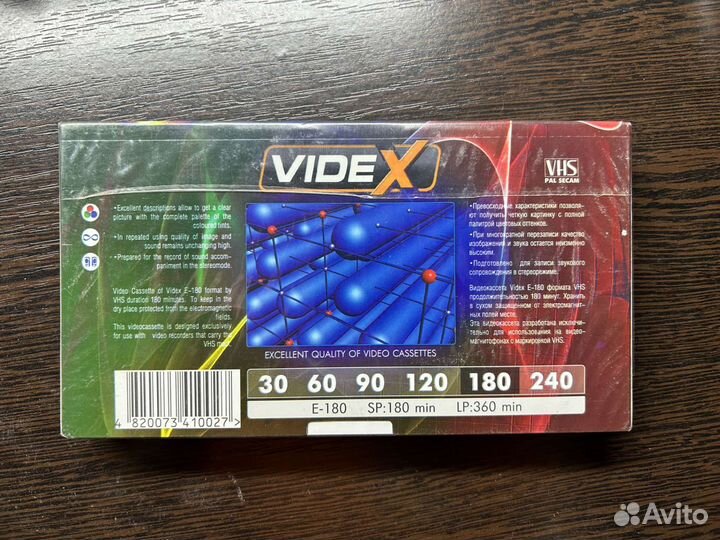 VIDEX
VHS
PAL SECAM
•Excellent descriptions allow to get a clear
picture with the complete palette of the
coloured tints.
•In repeated using quality of image and
sound remains unchanging high.
•Prepared for the record of sound accom-
paniment in the stereomode.
Video Cassette of Videx E-180 format by
VHS duration 180 minutes. To keep in the
dry place protected from the electromagnetic
fields.
This videocassette is designed exclusively
for use with video recorders that carry the
VHS
EXCELLENT QUALITY OF VIDEO CASSETTES
•Превосходные характеристики позволя-
ют получить четкую картинку с полной
палитрой цветовых оттенков.
•При многократной перезаписи качество
изображения и звука остается неизменно
высоким.
•Подготовлено для записи звукового
сопровождения в стереорежиме.
Видеокассета Videx E-180 формата VHS
продолжительностью 180 минут. Хранить
в сухом защищенном от электромагнит-
ных полей месте.
Эта видеокассета разработана исключи-
тельно для использования на видео-
магнитофонах с маркировкой VHS.
30 60 90 120 180 240
E-180 SP:180 min LP:360 min
4 820073 410027>
Avito